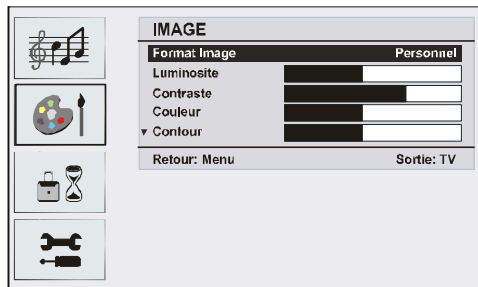 IMAGE
Format Image Personnel
Luminosite
Contraste
Couleur
▼ Contour
Retour: Menu Sortie: TV